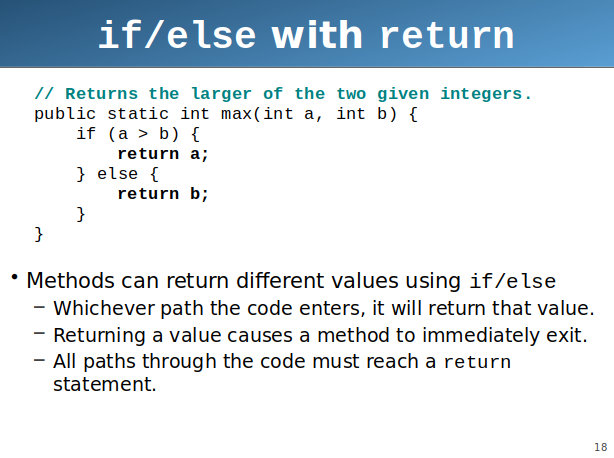 if/else with return
// Returns the larger of the two given integers.
public static int max(int a, int b) {
    if (a > b) {
        return a;
    } else {
        return b;
    }
}
• Methods can return different values using if/else
– Whichever path the code enters, it will return that value.
– Returning a value causes a method to immediately exit.
– All paths through the code must reach a return
statement.
18